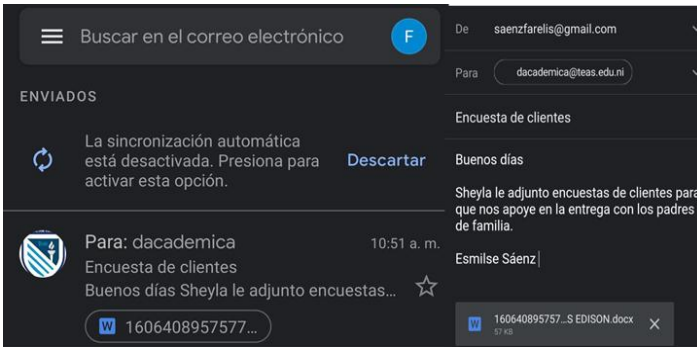 Buscar en el correo electrónico
F
ENVIADOS
La sincronización automática
está desactivada. Presiona para
activar esta opción.
Descartar
Para: dacademica
10:51 a. m.
Encuesta de clientes
Buenos días Sheyla le adjunto encuestas...
W 1606408957577...
De saenzfarelis@gmail.com
Para dacademica@teas.edu.ni
Encuesta de clientes
Buenos días
Sheyla le adjunto encuestas de clientes para
que nos apoye en la entrega con los padres
de familia.
Esmilse Sáenz
W 160640895757...S EDISON.docx
57 KB